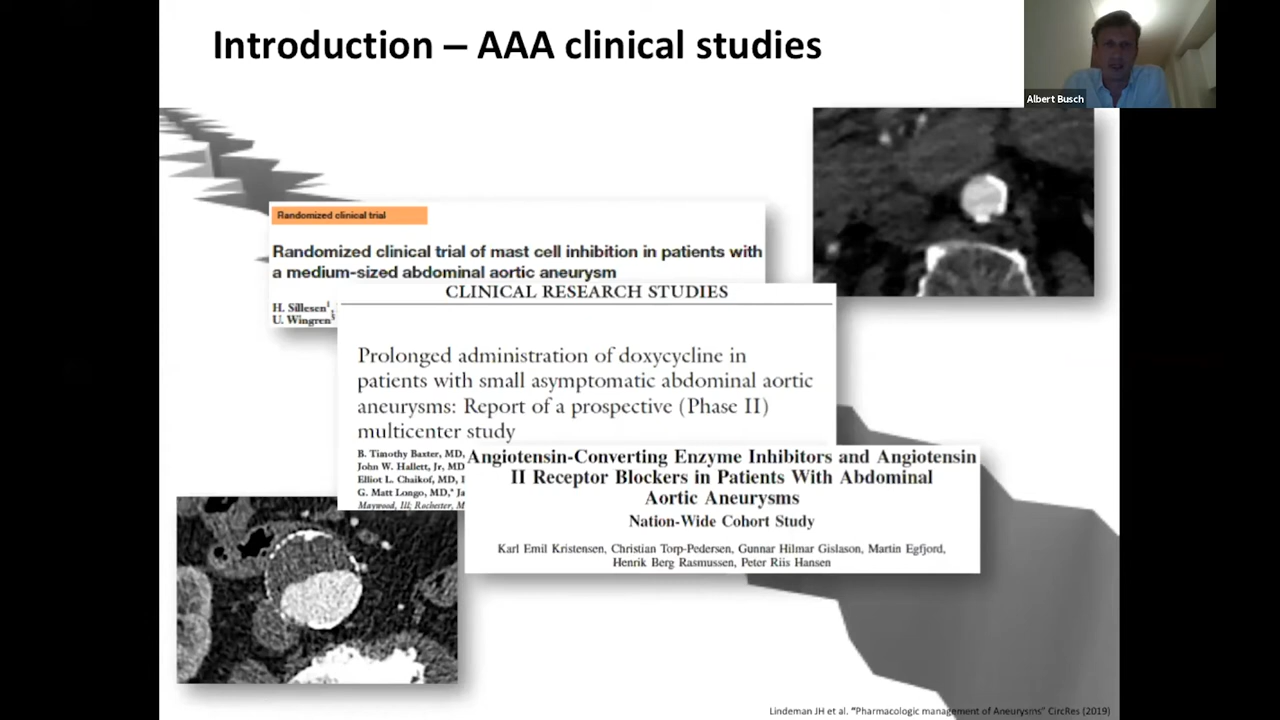 Introduction – AAA clinical studies
Albert Busch
Randomized clinical trial
Randomized clinical trial of mast cell inhibition in patients with
a medium-sized abdominal aortic aneurysm
H. Sillesen¹,
U. Wingren⁵
CLINICAL RESEARCH STUDIES
Prolonged administration of doxycycline in
patients with small asymptomatic abdominal aortic
aneurysms: Report of a prospective (Phase II)
multicenter study
B. Timothy Baxter, MD,
John W. Hallett, Jr, MD
Elliot L. Chaikof, MD,
G. Matt Longo, MD,* Ja
Maywood, Ill; Rochester, M
Angiotensin-Converting Enzyme Inhibitors and Angiotensin
II Receptor Blockers in Patients With Abdominal
Aortic Aneurysms
Nation-Wide Cohort Study
Karl Emil Kristensen, Christian Torp-Pedersen, Gunnar Hilmar Gislason, Martin Egfjord,
Henrik Berg Rasmussen, Peter Riis Hansen
Lindeman JH et al. "Pharmacologic management of Aneurysms" CircRes (2019)